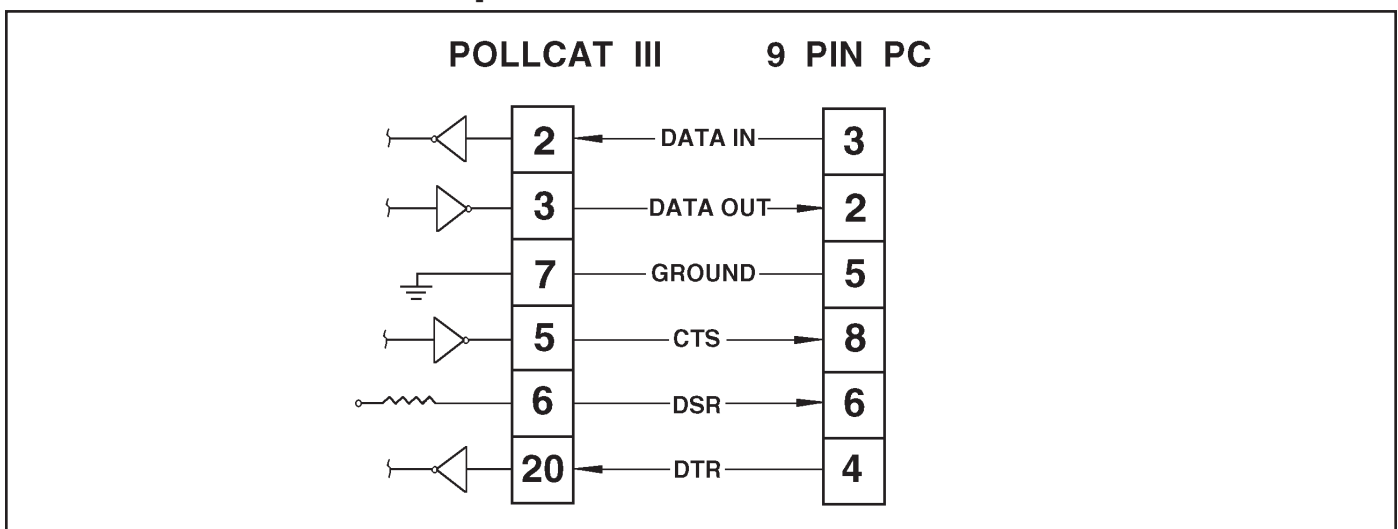 POLLCAT III 9 PIN PC
2 DATA IN 3
3 DATA OUT 2
7 GROUND 5
5 CTS 8
6 DSR 6
20 DTR 4